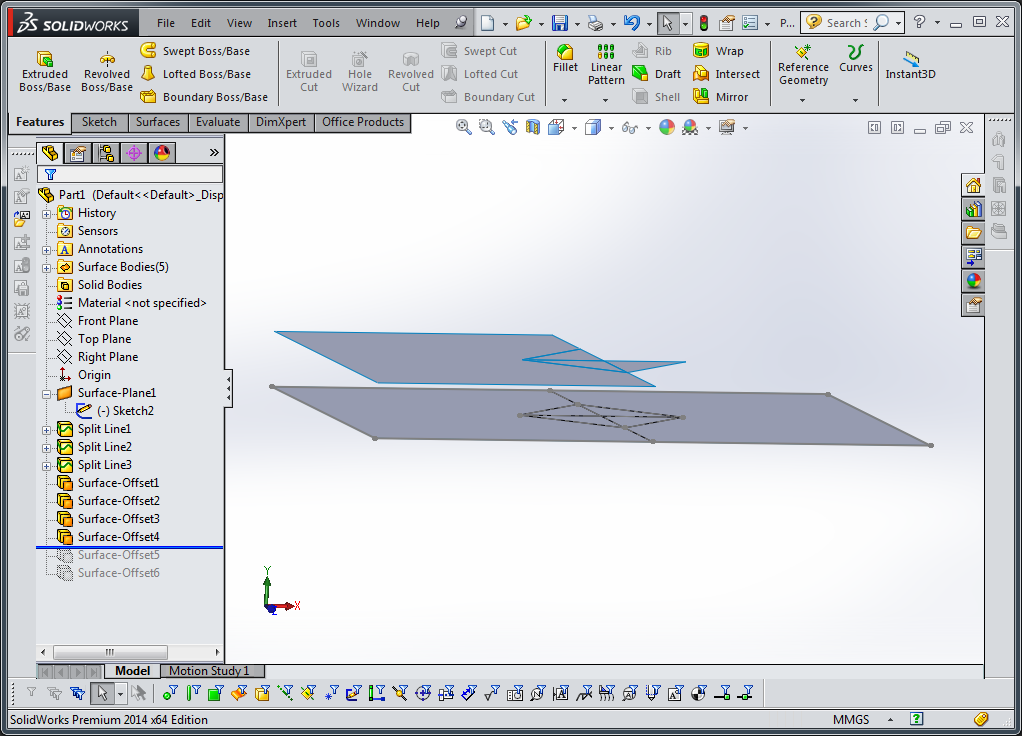 SOLIDWORKS File Edit View Insert Tools Window Help P... Search S
Extruded Boss/Base
Revolved Boss/Base
Swept Boss/Base
Lofted Boss/Base
Boundary Boss/Base
Extruded Cut
Hole Wizard
Revolved Cut
Swept Cut
Lofted Cut
Boundary Cut
Fillet
Linear Pattern
Rib
Draft
Shell
Wrap
Intersect
Mirror
Reference Geometry
Curves
Instant3D
Features Sketch Surfaces Evaluate DimXpert Office Products
Part1 (Default<<Default>_Disp
History
Sensors
Annotations
Surface Bodies(5)
Solid Bodies
Material <not specified>
Front Plane
Top Plane
Right Plane
Origin
Surface-Plane1
(-) Sketch2
Split Line1
Split Line2
Split Line3
Surface-Offset1
Surface-Offset2
Surface-Offset3
Surface-Offset4
Surface-Offset5
Surface-Offset6
Y
X
Z
Model Motion Study 1
SolidWorks Premium 2014 x64 Edition MMGS